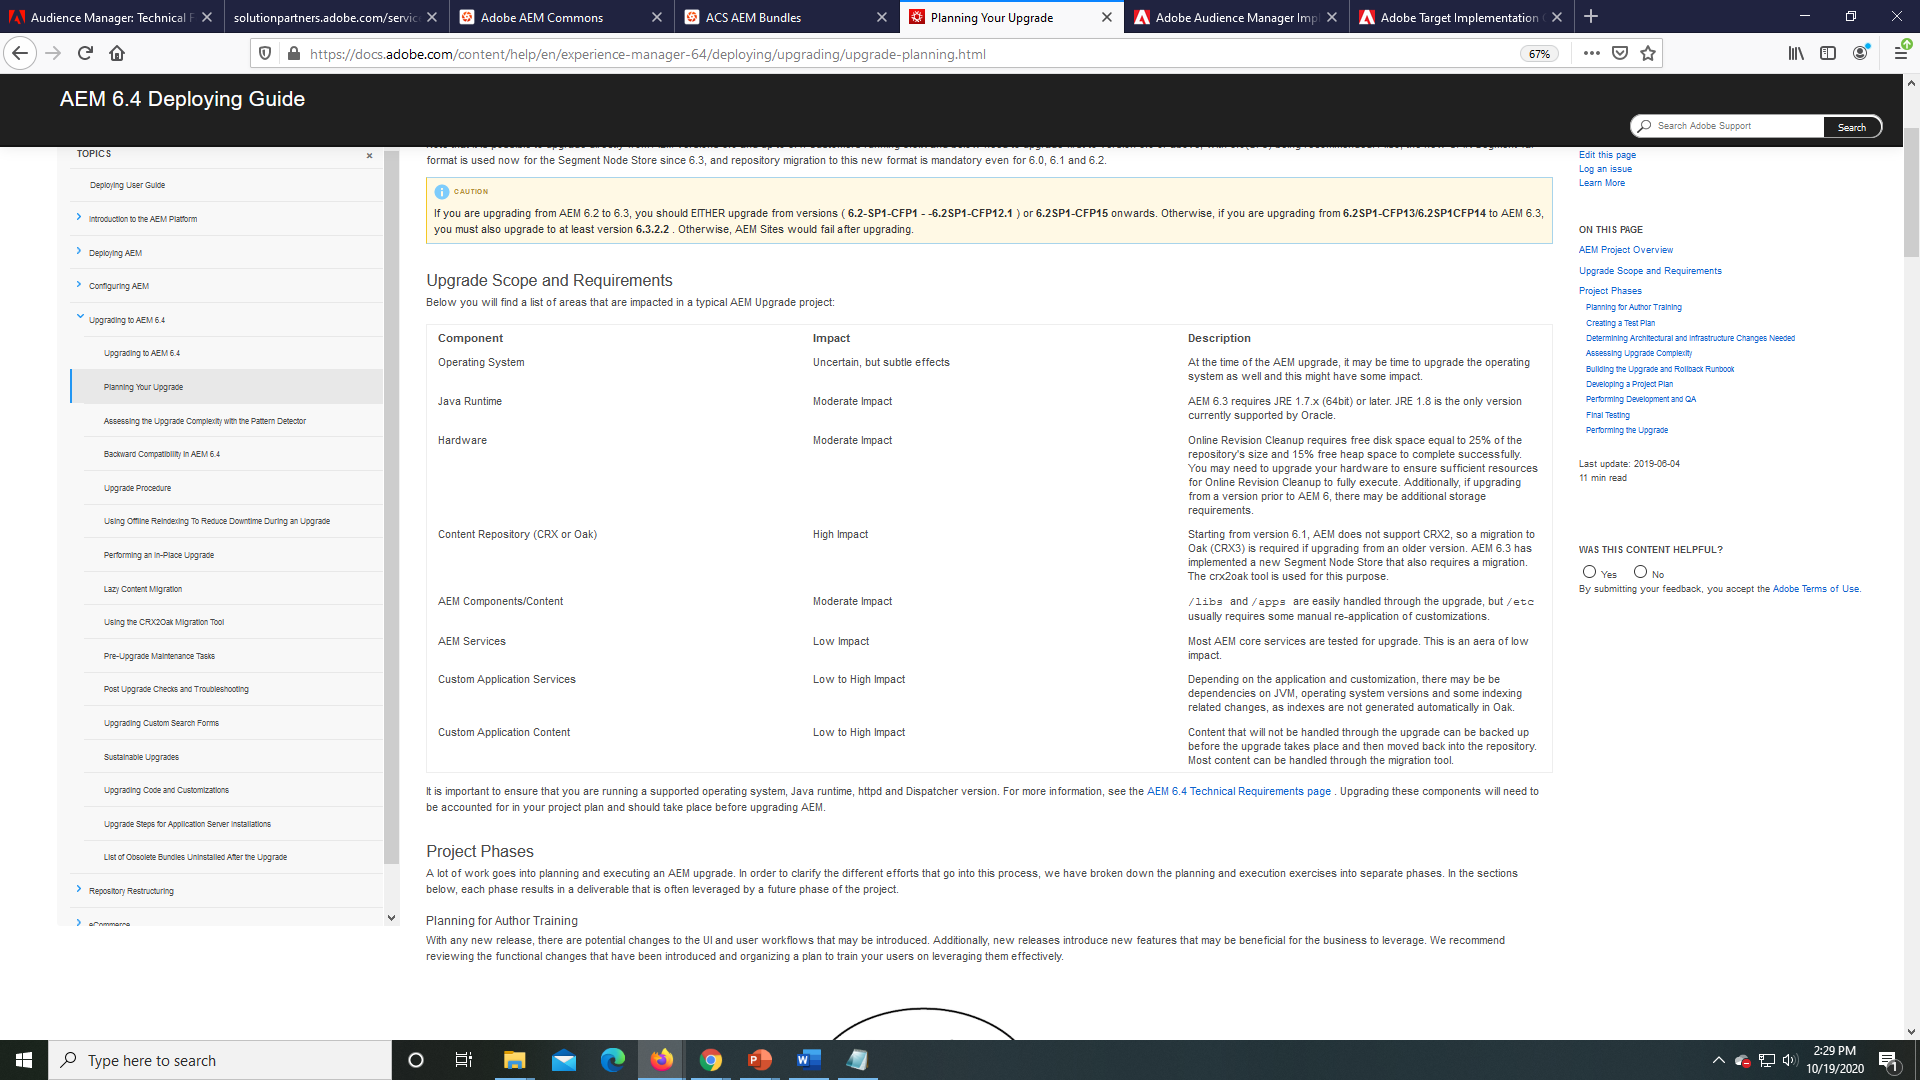 Audience Manager: Technical F
solutionpartners.adobe.com/servic
Adobe AEM Commons
ACS AEM Bundles
Planning Your Upgrade
Adobe Audience Manager Imp
Adobe Target Implementation
https://docs.adobe.com/content/help/en/experience-manager-64/deploying/upgrading/upgrade-planning.html
67%
AEM 6.4 Deploying Guide
Search Adobe Support
Search
TOPICS
Deploying User Guide
Introduction to the AEM Platform
Deploying AEM
Configuring AEM
Upgrading to AEM 6.4
Upgrading to AEM 6.4
Planning Your Upgrade
Assessing the Upgrade Complexity with the Pattern Detector
Backward Compatibility in AEM 6.4
Upgrade Procedure
Using Offline Reindexing To Reduce Downtime During an Upgrade
Performing an In-Place Upgrade
Lazy Content Migration
Using the CRX2Oak Migration Tool
Pre-Upgrade Maintenance Tasks
Post Upgrade Checks and Troubleshooting
Upgrading Custom Search Forms
Sustainable Upgrades
Upgrading Code and Customizations
Upgrade Steps for Application Server Installations
List of Obsolete Bundles Uninstalled After the Upgrade
Repository Restructuring
eCommerce
format is used now for the Segment Node Store since 6.3, and repository migration to this new format is mandatory even for 6.0, 6.1 and 6.2.
CAUTION
If you are upgrading from AEM 6.2 to 6.3, you should EITHER upgrade from versions ( 6.2-SP1-CFP1 - -6.2SP1-CFP12.1 ) or 6.2SP1-CFP15 onwards. Otherwise, if you are upgrading from 6.2SP1-CFP13/6.2SP1CFP14 to AEM 6.3,
you must also upgrade to at least version 6.3.2.2 . Otherwise, AEM Sites would fail after upgrading.
Upgrade Scope and Requirements
Below you will find a list of areas that are impacted in a typical AEM Upgrade project:
Component Impact Description
Operating System Uncertain, but subtle effects At the time of the AEM upgrade, it may be time to upgrade the operating
system as well and this might have some impact.
Java Runtime Moderate Impact AEM 6.3 requires JRE 1.7.x (64bit) or later. JRE 1.8 is the only version
currently supported by Oracle.
Hardware Moderate Impact Online Revision Cleanup requires free disk space equal to 25% of the
repository's size and 15% free heap space to complete successfully.
You may need to upgrade your hardware to ensure sufficient resources
for Online Revision Cleanup to fully execute. Additionally, if upgrading
from a version prior to AEM 6, there may be additional storage
requirements.
Content Repository (CRX or Oak) High Impact Starting from version 6.1, AEM does not support CRX2, so a migration to
Oak (CRX3) is required if upgrading from an older version. AEM 6.3 has
implemented a new Segment Node Store that also requires a migration.
The crx2oak tool is used for this purpose.
AEM Components/Content Moderate Impact /libs and /apps are easily handled through the upgrade, but /etc
usually requires some manual re-application of customizations.
AEM Services Low Impact Most AEM core services are tested for upgrade. This is an aera of low
impact.
Custom Application Services Low to High Impact Depending on the application and customization, there may be be
dependencies on JVM, operating system versions and some indexing
related changes, as indexes are not generated automatically in Oak.
Custom Application Content Low to High Impact Content that will not be handled through the upgrade can be backed up
before the upgrade takes place and then moved back into the repository.
Most content can be handled through the migration tool.
It is important to ensure that you are running a supported operating system, Java runtime, httpd and Dispatcher version. For more information, see the AEM 6.4 Technical Requirements page . Upgrading these components will need to
be accounted for in your project plan and should take place before upgrading AEM.
Project Phases
A lot of work goes into planning and executing an AEM upgrade. In order to clarify the different efforts that go into this process, we have broken down the planning and execution exercises into separate phases. In the sections
below, each phase results in a deliverable that is often leveraged by a future phase of the project.
Planning for Author Training
With any new release, there are potential changes to the UI and user workflows that may be introduced. Additionally, new releases introduce new features that may be beneficial for the business to leverage. We recommend
reviewing the functional changes that have been introduced and organizing a plan to train your users on leveraging them effectively.
Edit this page
Log an issue
Learn More
ON THIS PAGE
AEM Project Overview
Upgrade Scope and Requirements
Project Phases
Planning for Author Training
Creating a Test Plan
Determining Architectural and Infrastructure Changes Needed
Assessing Upgrade Complexity
Building the Upgrade and Rollback Runbook
Developing a Project Plan
Performing Development and QA
Final Testing
Performing the Upgrade
Last update: 2019-06-04
11 min read
WAS THIS CONTENT HELPFUL?
Yes No
By submitting your feedback, you accept the Adobe Terms of Use.
Type here to search
2:29 PM
10/19/2020
1